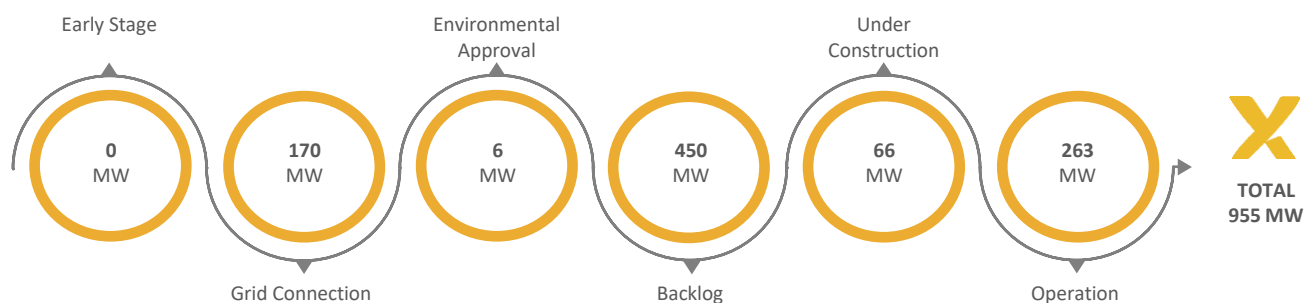 Early Stage
Environmental
Approval
Under
Construction
0
MW
170
MW
6
MW
450
MW
66
MW
263
MW
TOTAL
955 MW
Grid Connection
Backlog
Operation